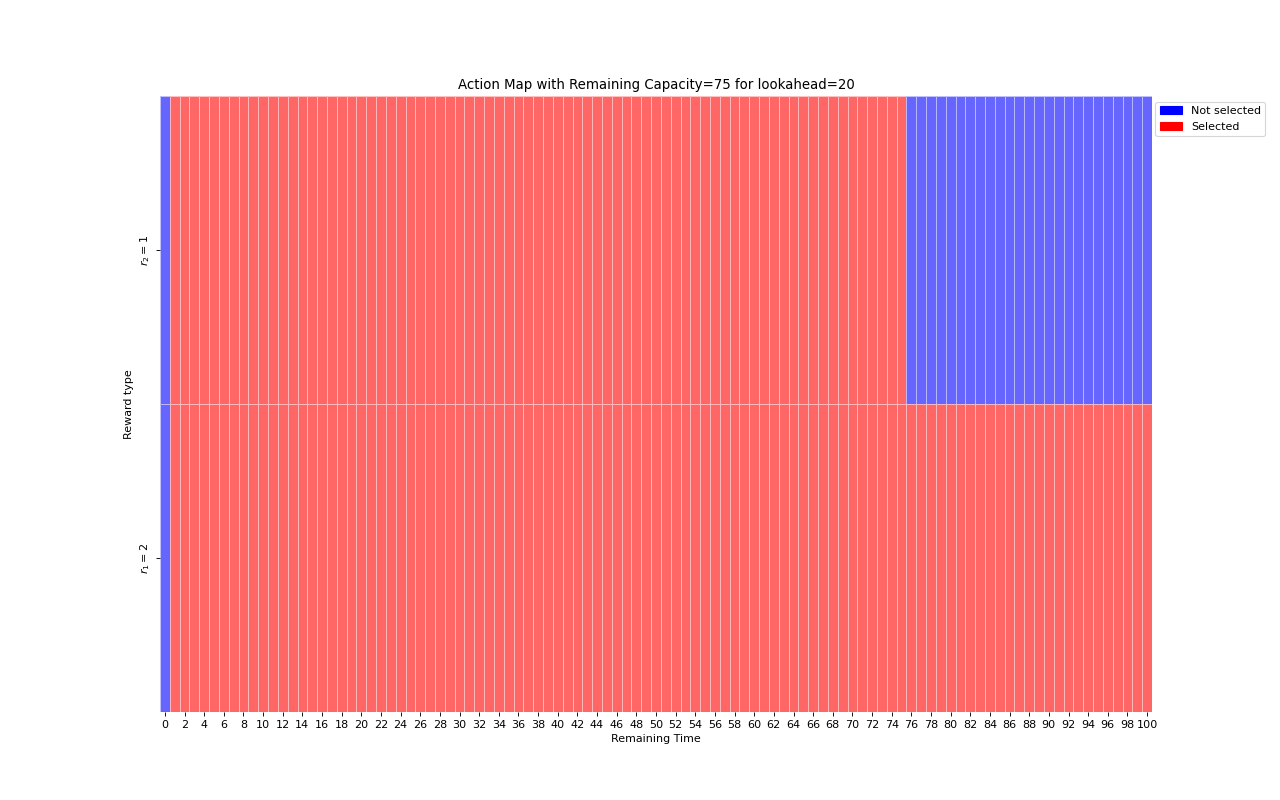 Action Map with Remaining Capacity=75 for lookahead=20
Not selected
Selected
r₂ = 1
Reward type
r₁ = 2
0 2 4 6 8 10 12 14 16 18 20 22 24 26 28 30 32 34 36 38 40 42 44 46 48 50 52 54 56 58 60 62 64 66 68 70 72 74 76 78 80 82 84 86 88 90 92 94 96 98 100
Remaining Time